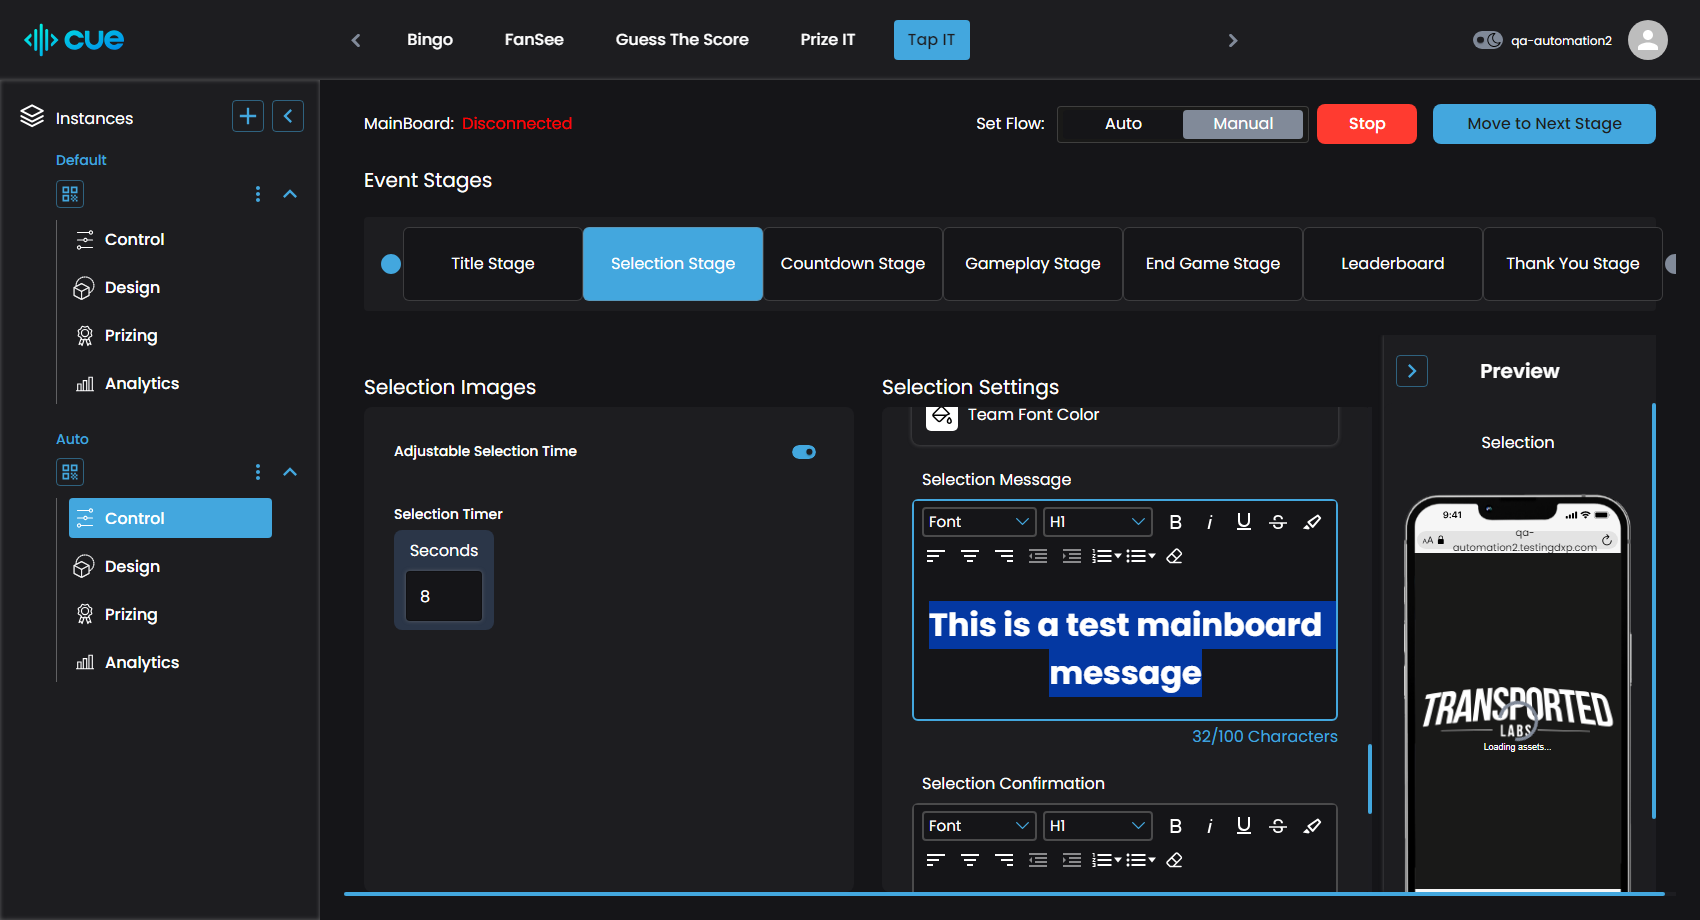 cue
Bingo
FanSee
Guess The Score
Prize IT
Tap IT
qa-automation2
Instances
Default
Control
Design
Prizing
Analytics
Auto
Control
Design
Prizing
Analytics
MainBoard: Disconnected
Set Flow:
Auto
Manual
Stop
Move to Next Stage
Event Stages
Title Stage
Selection Stage
Countdown Stage
Gameplay Stage
End Game Stage
Leaderboard
Thank You Stage
Selection Images
Adjustable Selection Time
Selection Timer
Seconds
8
Selection Settings
Team Font Color
Selection Message
Font
H1
B
i
U
S
This is a test mainboard
message
32/100 Characters
Selection Confirmation
Font
H1
B
i
U
S
Preview
Selection
9:41
AA
qa-
automation2.testingdxp.com
TRANSPORTED
LABS
Loading assets...